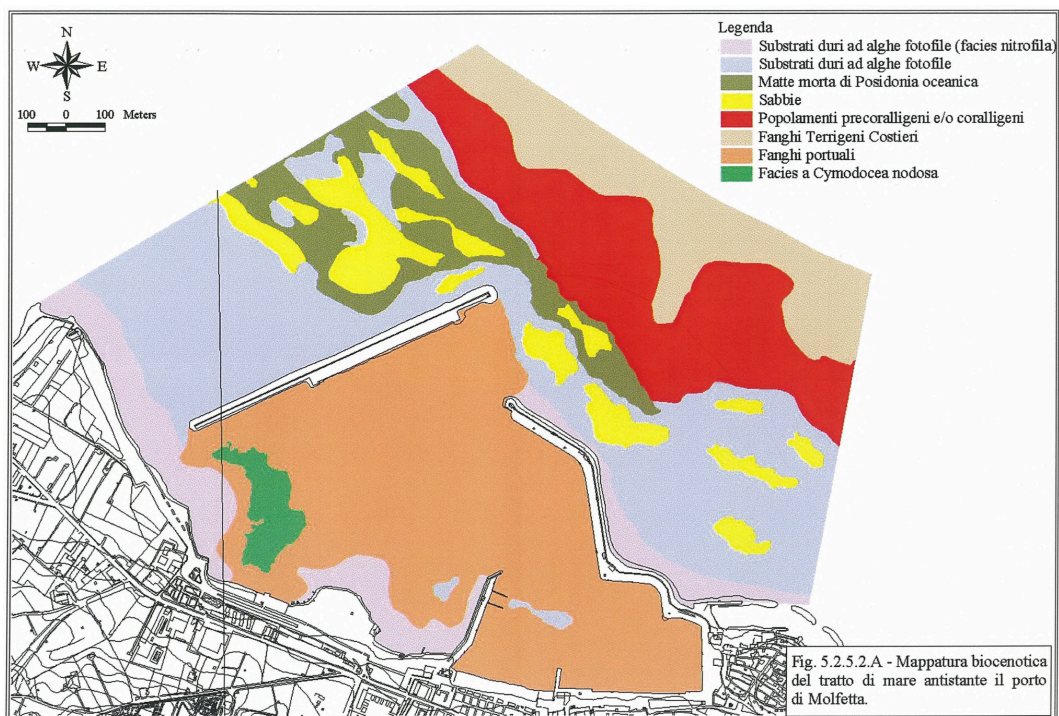 N
W E
S
100 0 100 Meters
Legenda
Substrati duri ad alghe fotofile (facies nitrofila)
Substrati duri ad alghe fotofile
Matte morta di Posidonia oceanica
Sabbie
Popolamenti precoralligeni e/o coralligeni
Fanghi Terrigeni Costieri
Fanghi portuali
Facies a Cymodocea nodosa
Fig. 5.2.5.2.A - Mappatura biocenotica
del tratto di mare antistante il porto
di Molfetta.